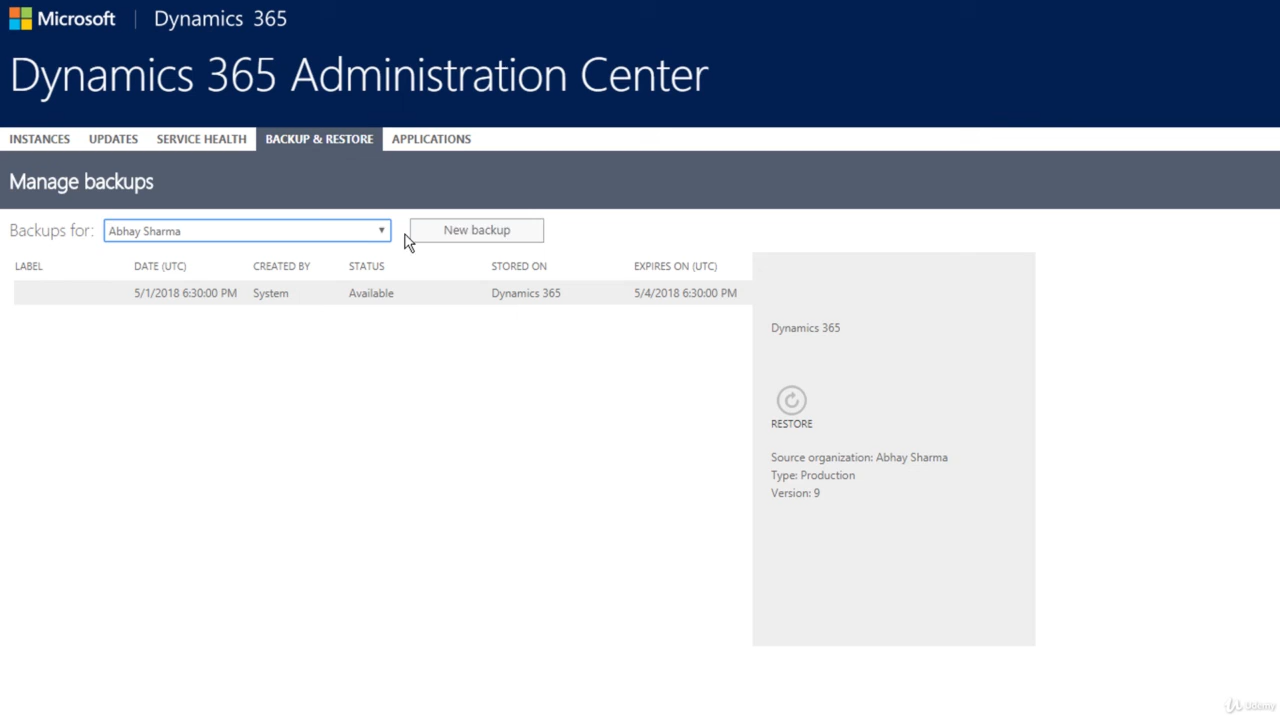 Microsoft | Dynamics 365
Dynamics 365 Administration Center
INSTANCES UPDATES SERVICE HEALTH BACKUP & RESTORE APPLICATIONS
Manage backups
Backups for: Abhay Sharma New backup
LABEL DATE (UTC) CREATED BY STATUS STORED ON EXPIRES ON (UTC)
5/1/2018 6:30:00 PM System Available Dynamics 365 5/4/2018 6:30:00 PM
Dynamics 365
RESTORE
Source organization: Abhay Sharma
Type: Production
Version: 9
Udemy